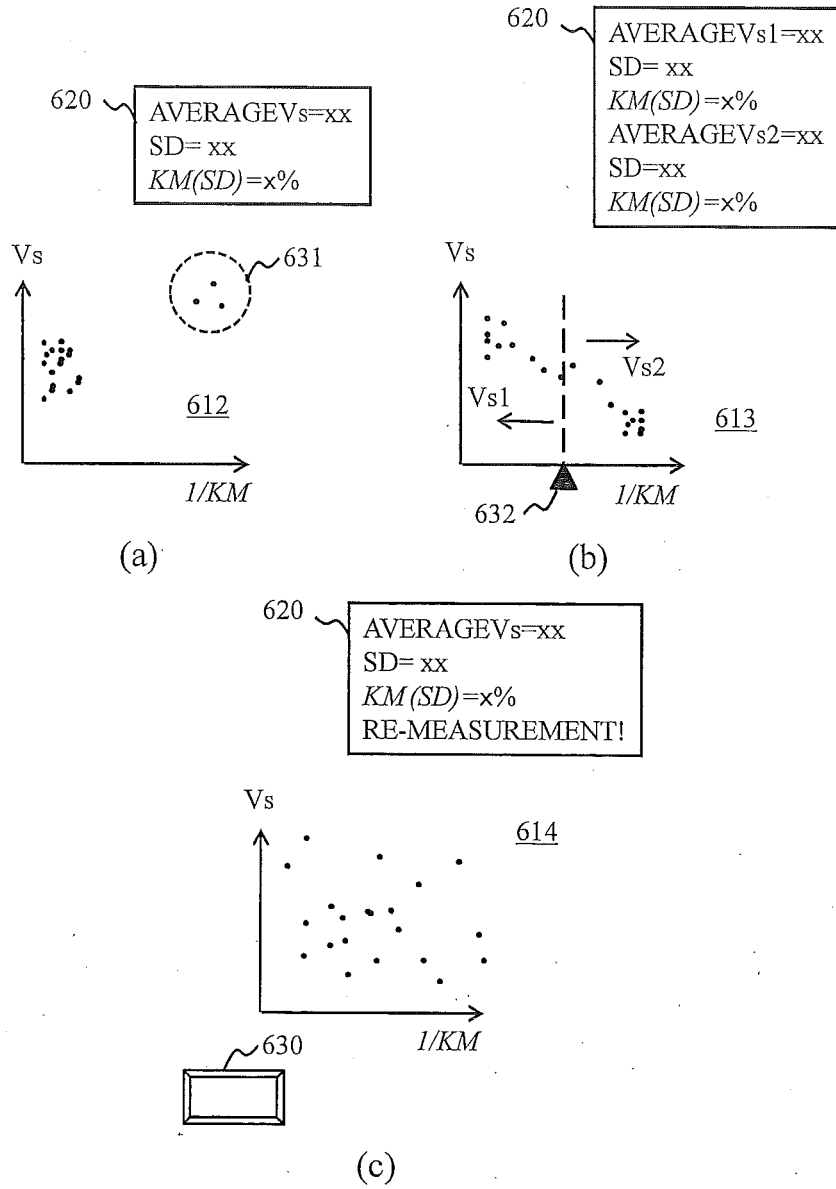 620
AVERAGEVs=xx
SD= xx
KM(SD)=x%
Vs
631
612
1/KM
(a)
620
AVERAGEVs1=xx
SD= xx
KM(SD)=x%
AVERAGEVs2=xx
SD=xx
KM(SD)=x%
Vs
Vs2
Vs1
613
632
1/KM
(b)
620
AVERAGEVs=xx
SD= xx
KM(SD)=x%
RE-MEASUREMENT!
Vs
614
1/KM
630
(c)